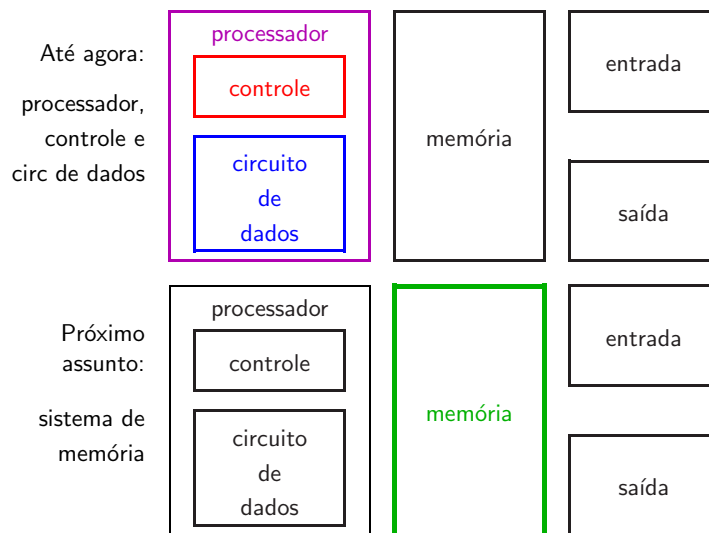 Até agora:
processador,
controle e
circ de dados
processador
controle
circuito
de
dados
memória
entrada
saída
Próximo
assunto:
sistema de
memória
processador
controle
circuito
de
dados
memória
entrada
saída